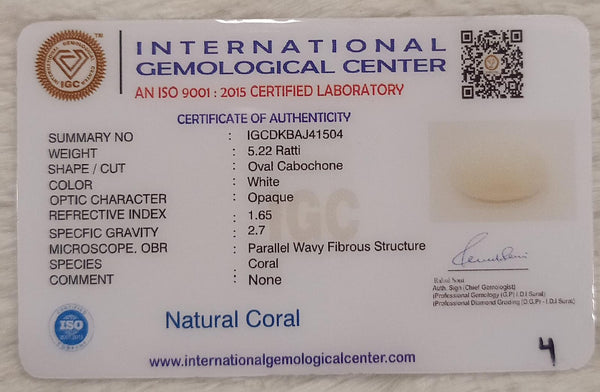 INTERNATIONAL
GEMOLOGICAL CENTER
AN ISO 9001 : 2015 CERTIFIED LABORATORY
IGC
TM
CERTIFICATE OF AUTHENTICITY
SUMMARY NO : IGCDKBAJ41504
WEIGHT : 5.22 Ratti
SHAPE / CUT : Oval Cabochone
COLOR : White
OPTIC CHARACTER : Opaque
REFRECTIVE INDEX : 1.65
SPECFIC GRAVITY : 2.7
MICROSCOPE. OBR : Parallel Wavy Fibrous Structure
SPECIES : Coral
COMMENT : None
IGC
Auth. Sign (Chief Gemologist)
(Professional Gemology (G.P) I.D.I Surat)
(Professional Diamond Grading (D.G.P) - I.D.I Surat)
ISO
Natural Coral
www.internationalgemologicalcenter.com
4